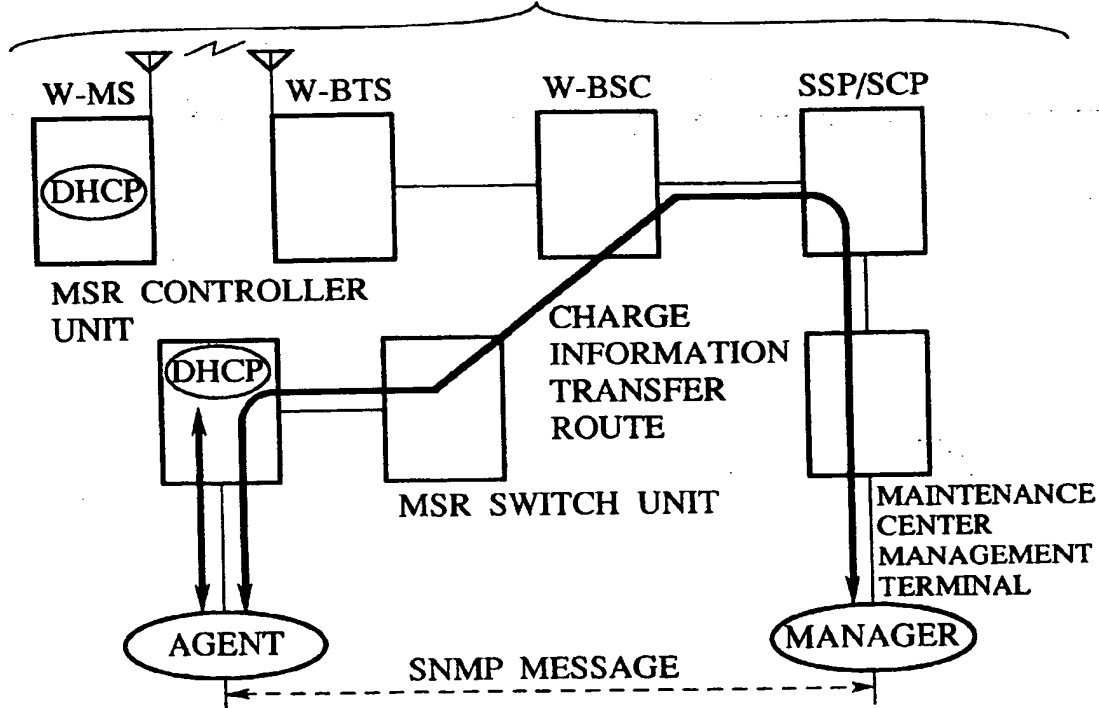 W-MS
W-BTS
W-BSC
SSP/SCP
DHCP
MSR CONTROLLER
UNIT
DHCP
CHARGE
INFORMATION
TRANSFER
ROUTE
MSR SWITCH UNIT
MAINTENANCE
CENTER
MANAGEMENT
TERMINAL
AGENT
MANAGER
SNMP MESSAGE